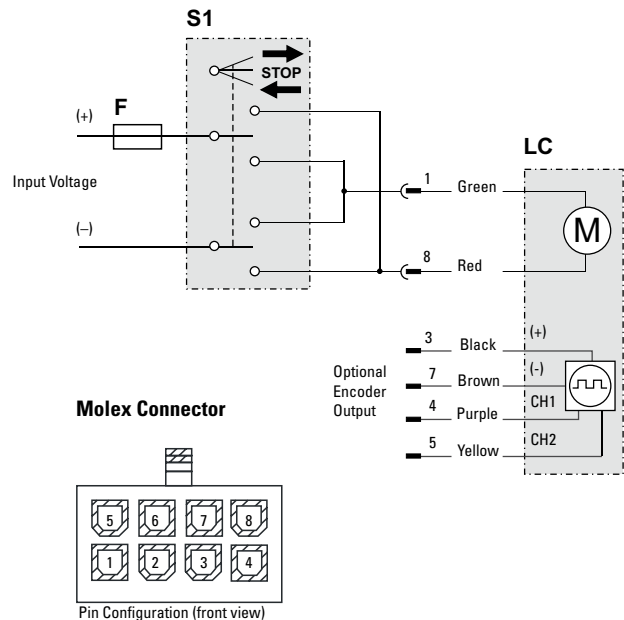 S1
STOP
F
(+)
Input Voltage
(–)
LC
1 Green
M
8 Red
3 Black (+)
7 Brown (-)
4 Purple CH1
5 Yellow CH2
Optional
Encoder
Output
Molex Connector
5 6 7 8
1 2 3 4
Pin Configuration (front view)